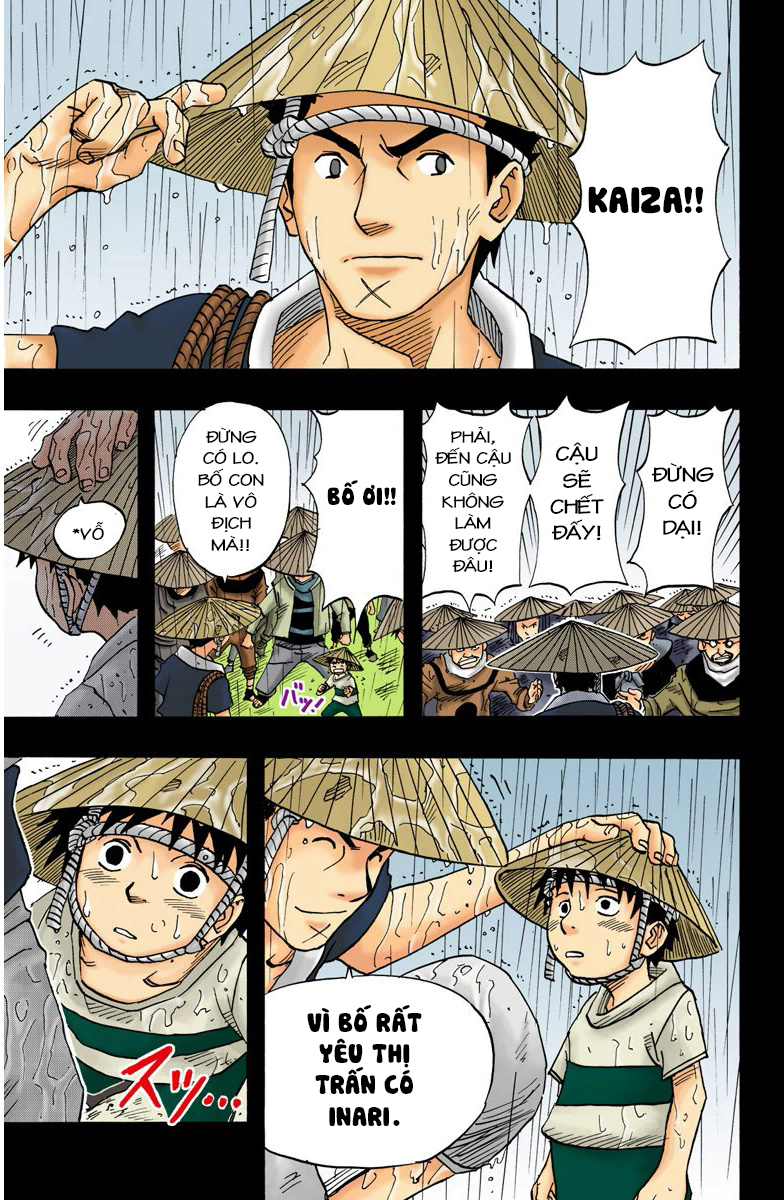 KAIZA!!
ĐỪNG
CÓ
DẠI!
CẬU
SẼ
CHẾT
ĐẤY!
PHẢI,
ĐẾN CẬU
CŨNG
KHÔNG
LÀM
ĐƯỢC
ĐÂU!
BỐ ƠI!!
ĐỪNG
CÓ LO.
BỐ CON
LÀ VÔ
ĐỊCH
MÀ!!
バッ!
*VỖ
VÌ BỐ RẤT
YÊU THỊ
TRẤN CÓ
INARI.
スッ...